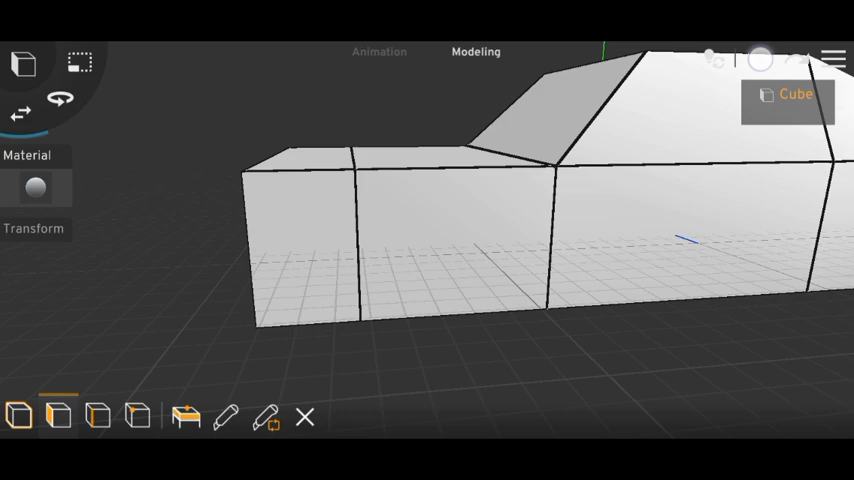 Animation
Modeling
Cube
Material
Transform